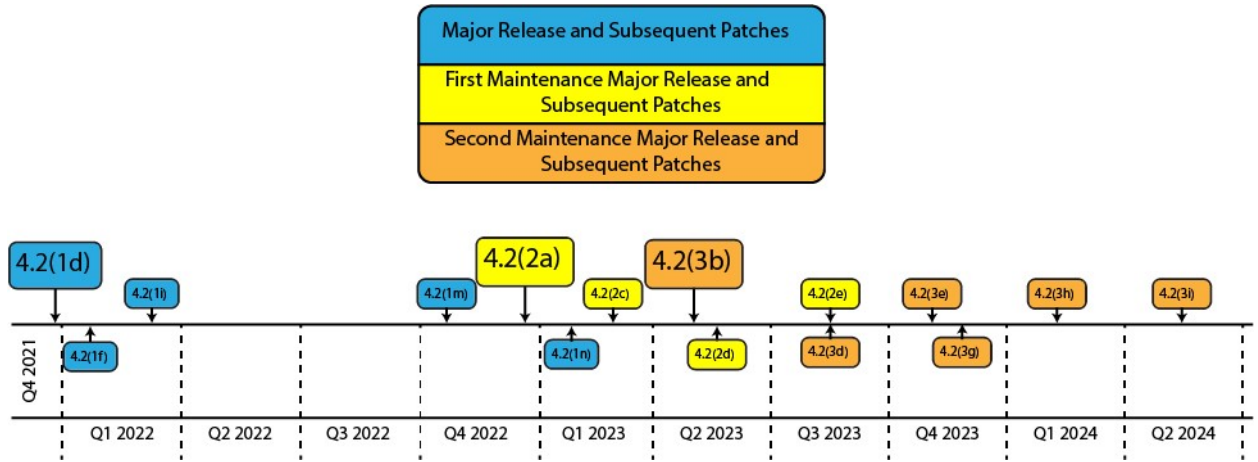 Major Release and Subsequent Patches
First Maintenance Major Release and
Subsequent Patches
Second Maintenance Major Release and
Subsequent Patches
4.2(1d)
4.2(2a)
4.2(3b)
4.2(1i)
4.2(1m)
4.2(2c)
4.2(2e)
4.2(3e)
4.2(3h)
4.2(3i)
4.2(1f)
4.2(1n)
4.2(2d)
4.2(3d)
4.2(3g)
Q4 2021
Q1 2022
Q2 2022
Q3 2022
Q4 2022
Q1 2023
Q2 2023
Q3 2023
Q4 2023
Q1 2024
Q2 2024